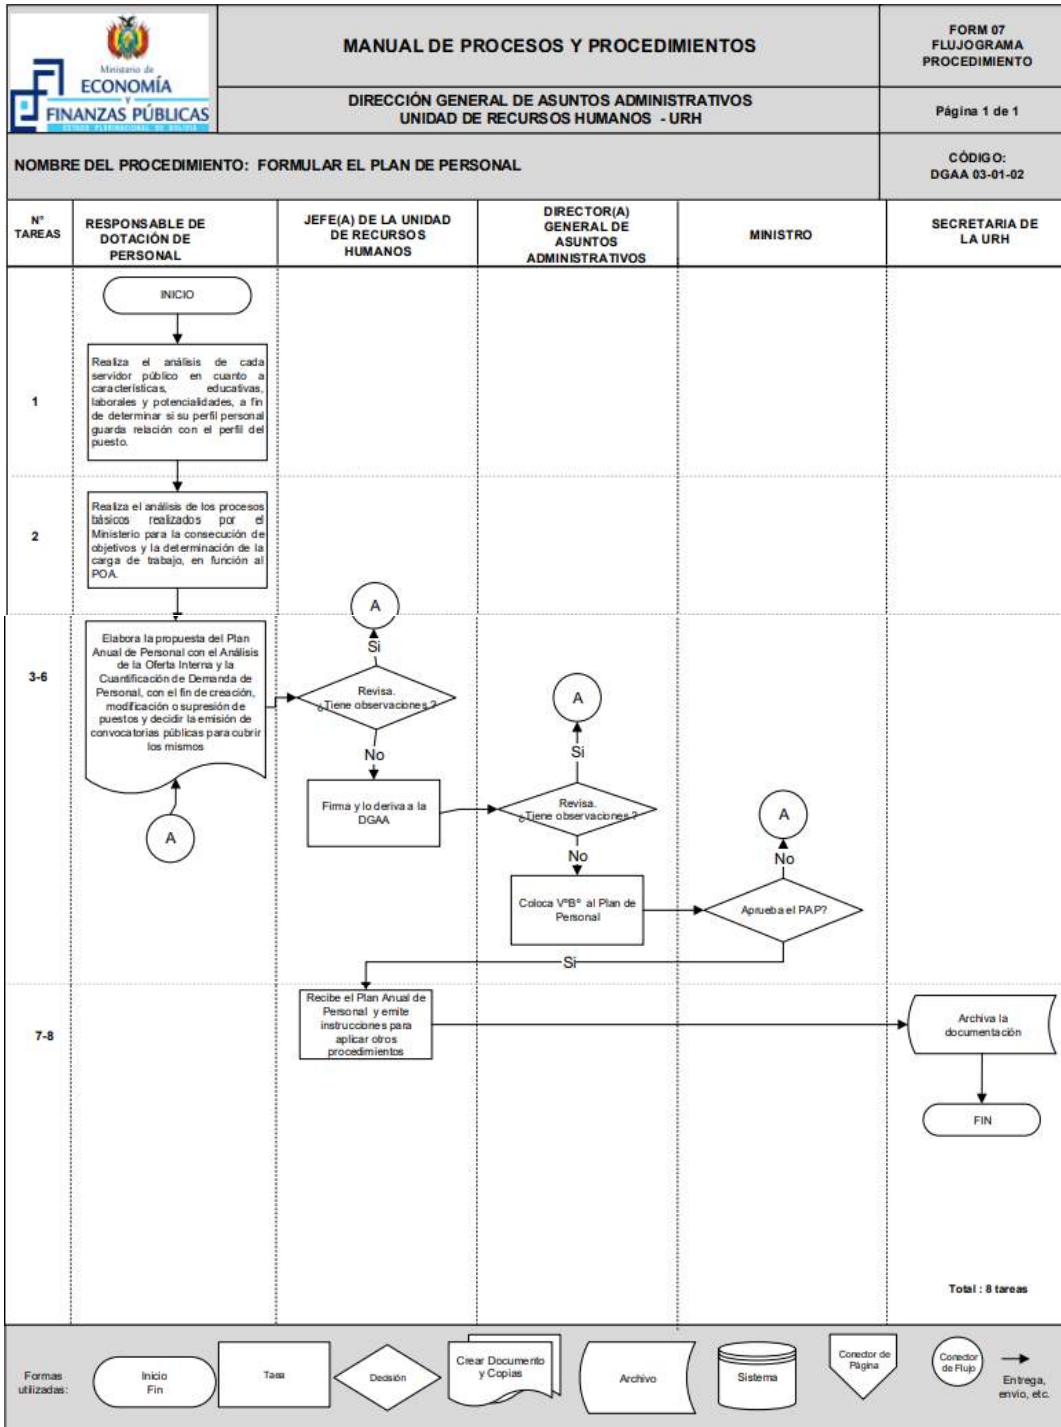 Ministerio de
ECONOMÍA
Y
FINANZAS PÚBLICAS
ESTADO PLURINACIONAL DE BOLIVIA
MANUAL DE PROCESOS Y PROCEDIMIENTOS
FORM 07
FLUJOGRAMA
PROCEDIMIENTO
DIRECCIÓN GENERAL DE ASUNTOS ADMINISTRATIVOS
UNIDAD DE RECURSOS HUMANOS - URH
Página 1 de 1
NOMBRE DEL PROCEDIMIENTO: FORMULAR EL PLAN DE PERSONAL
CÓDIGO:
DGAA 03-01-02
N°
TAREAS
RESPONSABLE DE
DOTACIÓN DE
PERSONAL
JEFE(A) DE LA UNIDAD
DE RECURSOS
HUMANOS
DIRECTOR(A)
GENERAL DE
ASUNTOS
ADMINISTRATIVOS
MINISTRO
SECRETARIA DE
LA URH
INICIO
1
Realiza el análisis de cada
servidor público en cuanto a
características, educativas,
laborales y potencialidades, a fin
de determinar si su perfil personal
guarda relación con el perfil del
puesto.
2
Realiza el análisis de los procesos
básicos realizados por el
Ministerio para la consecución de
objetivos y la determinación de la
carga de trabajo, en función al
POA.
A
Si
3-6
Elabora la propuesta del Plan
Anual de Personal con el Análisis
de la Oferta Interna y la
Cuantificación de Demanda de
Personal, con el fin de creación,
modificación o supresión de
puestos y decidir la emisión de
convocatorias públicas para cubrir
los mismos
Revisa.
¿Tiene observaciones ?
A
Si
No
Firma y lo deriva a la
DGAA
Revisa.
¿Tiene observaciones ?
A
A
No
No
Coloca VºBº al Plan de
Personal
Aprueba el PAP?
Si
7-8
Recibe el Plan Anual de
Personal y emite
instrucciones para
aplicar otros
procedimientos
Archiva la
documentación
FIN
Total : 8 tareas
Formas
utilizadas:
Inicio
Fin
Tarea
Decisión
Crear Documento
y Copias
Archivo
Sistema
Conector de
Página
Conector
de Flujo
Entrega,
envio, etc.